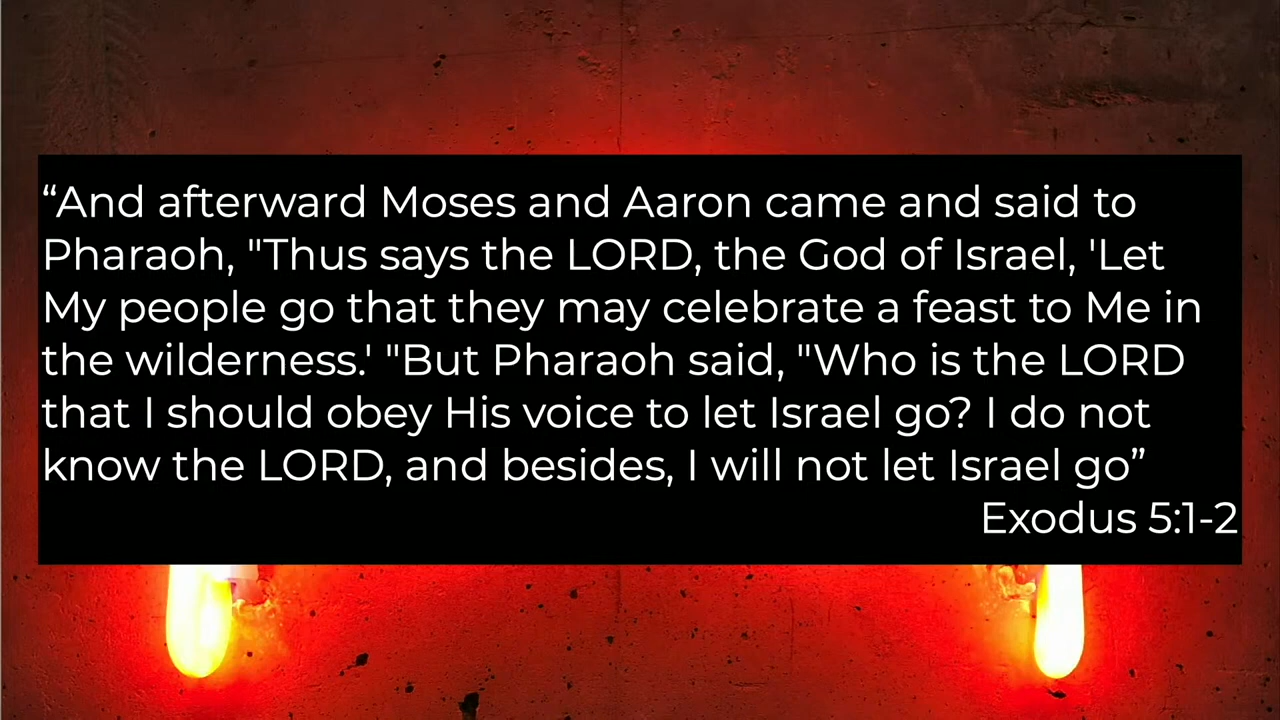 “And afterward Moses and Aaron came and said to
Pharaoh, "Thus says the LORD, the God of Israel, 'Let
My people go that they may celebrate a feast to Me in
the wilderness.' "But Pharaoh said, "Who is the LORD
that I should obey His voice to let Israel go? I do not
know the LORD, and besides, I will not let Israel go”
Exodus 5:1-2